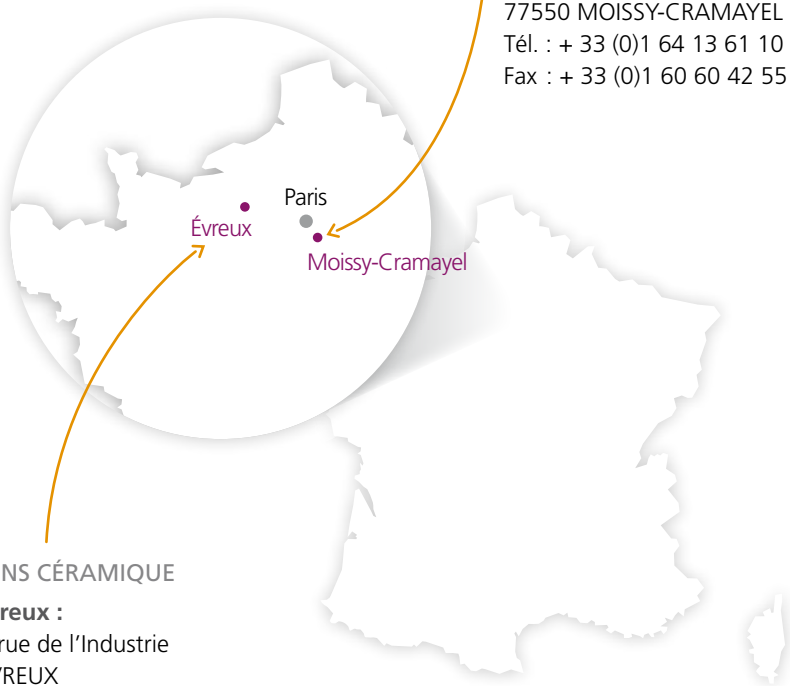 77550 MOISSY-CRAMAYEL
Tél. : + 33 (0)1 64 13 61 10
Fax : + 33 (0)1 60 60 42 55
Paris
Évreux
Moissy-Cramayel
NS CÉRAMIQUE
reux :
rue de l’Industrie
VREUX